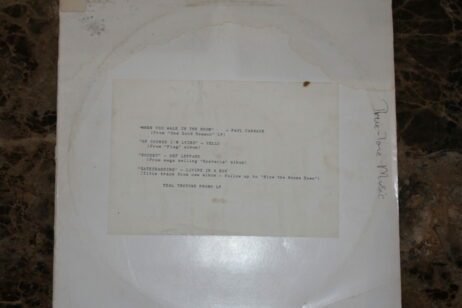 "WHEN YOU WALK IN THE ROOM" - PAUL CARRACK
(From "One Good Reason" LP)
"OF COURSE I'M LYING" - YELLO
(From "Flag" album)
"ROCKET" - DEF LEPPARD
(From mega selling "Hysteria" album)
"GATECRASHING" - LIVING IN A BOX
(Title track from new album - Follow up to "Blow the House Down")
TEAL TRUTONE PROMO LP
Music